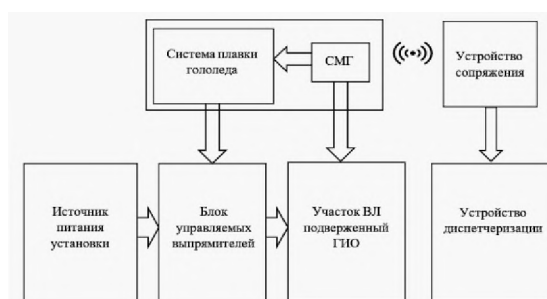 Система плавки
гололеда
СМГ
Устройство
сопряжения
Источник
питания
установки
Блок
управляемых
выпрямителей
Участок ВЛ
подверженный
ГИО
Устройство
диспетчеризации